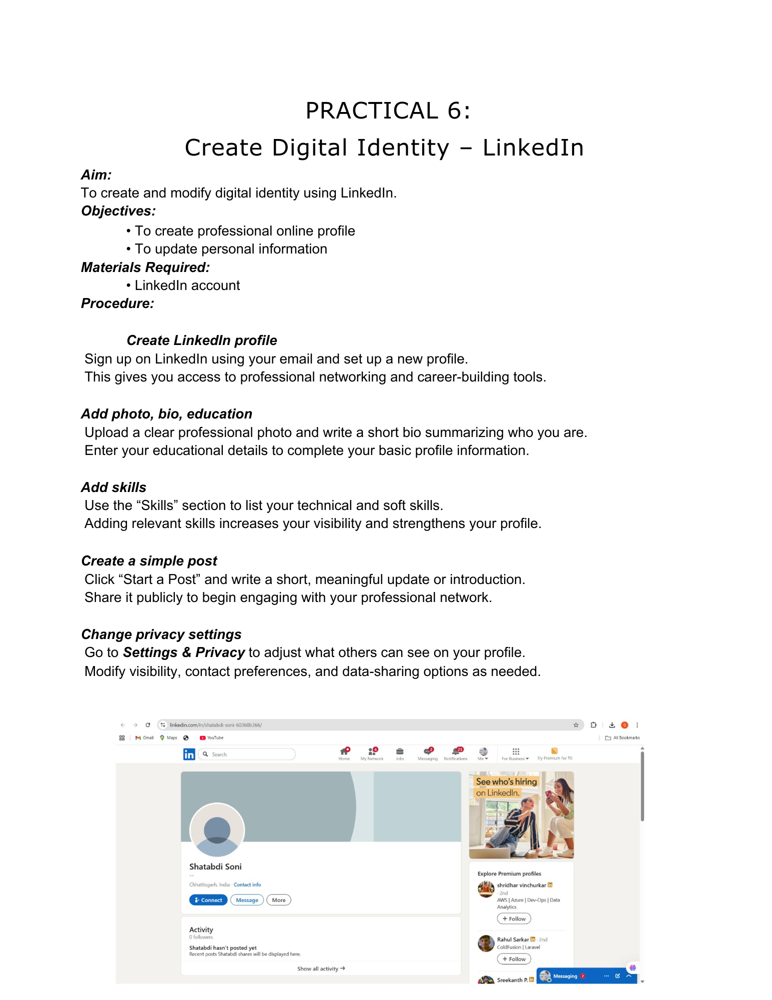 PRACTICAL 6:
Create Digital Identity – LinkedIn
Aim:
To create and modify digital identity using LinkedIn.
Objectives:
• To create professional online profile
• To update personal information
Materials Required:
• LinkedIn account
Procedure:
Create LinkedIn profile
Sign up on LinkedIn using your email and set up a new profile.
This gives you access to professional networking and career-building tools.
Add photo, bio, education
Upload a clear professional photo and write a short bio summarizing who you are.
Enter your educational details to complete your basic profile information.
Add skills
Use the “Skills” section to list your technical and soft skills.
Adding relevant skills increases your visibility and strengthens your profile.
Create a simple post
Click “Start a Post” and write a short, meaningful update or introduction.
Share it publicly to begin engaging with your professional network.
Change privacy settings
Go to Settings & Privacy to adjust what others can see on your profile.
Modify visibility, contact preferences, and data-sharing options as needed.
linkedin.com/in/shatabdi-soni-60368b366/
S
Gmail Maps YouTube All Bookmarks
in Search
4 2 25
Home My Network Jobs Messaging Notifications Me For Business Try Premium for ₹0
See who's hiring
on LinkedIn.
Shatabdi Soni
--
Chhattisgarh, India · Contact info
Connect Message More
Activity
0 followers
Shatabdi hasn't posted yet
Recent posts Shatabdi shares will be displayed here.
Show all activity →
Explore Premium profiles
shridhar vinchurkar in
· 2nd
AWS | Azure | Dev-Ops | Data
Analytics
+ Follow
Rahul Sarkar in · 2nd
ColdFusion | Laravel
+ Follow
Sreekanth P. in
Messaging 2